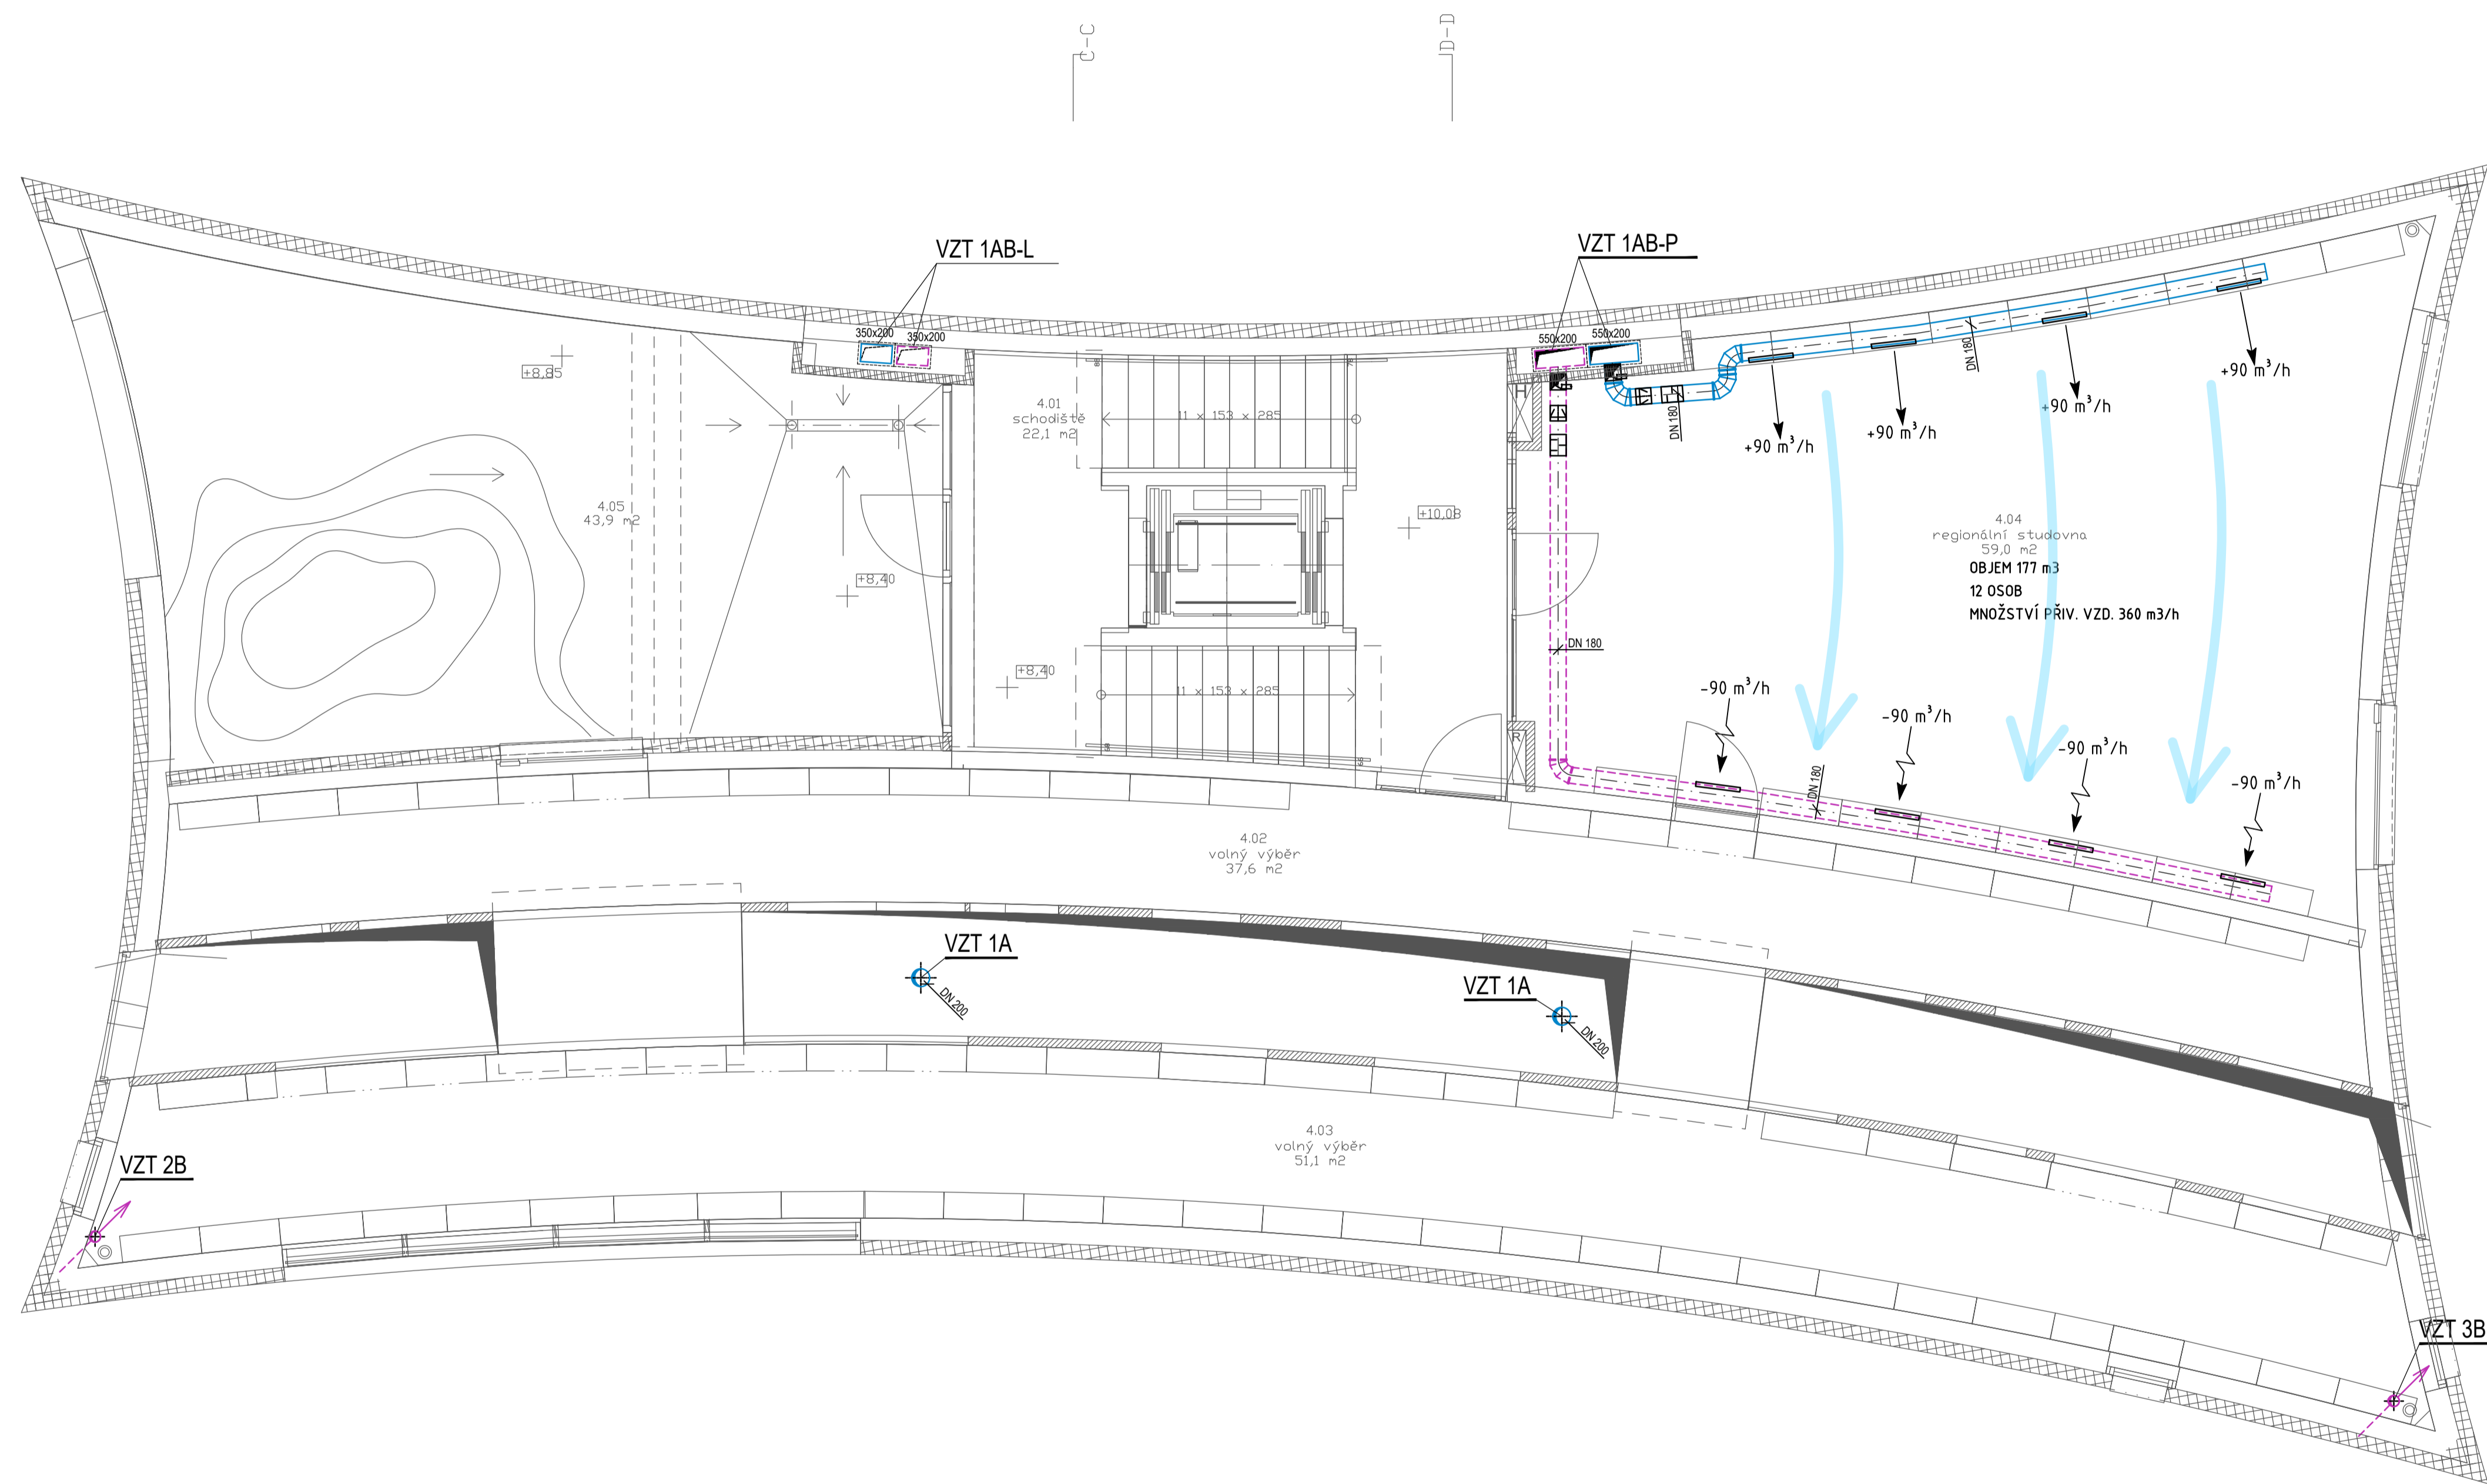 C-C
D-D
VZT 1AB-L
VZT 1AB-P
350x200
350x200
550x200
550x200
DN 180
+90 m³/h
+90 m³/h
+90 m³/h
+90 m³/h
DN 180
+8,85
4.01
schodiště
22,1 m2
11 x 153 x 285
H
4.05
43,9 m2
+10,08
4.04
regionální studovna
59,0 m2
OBJEM 177 m3
12 OSOB
MNOŽSTVÍ PŘIV. VZD. 360 m3/h
+8,40
DN 180
+8,40
11 x 153 x 285
R
-90 m³/h
-90 m³/h
-90 m³/h
-90 m³/h
DN 180
4.02
volný výběr
37,6 m2
VZT 1A
DN 200
VZT 1A
DN 200
4.03
volný výběr
51,1 m2
VZT 2B
VZT 3B